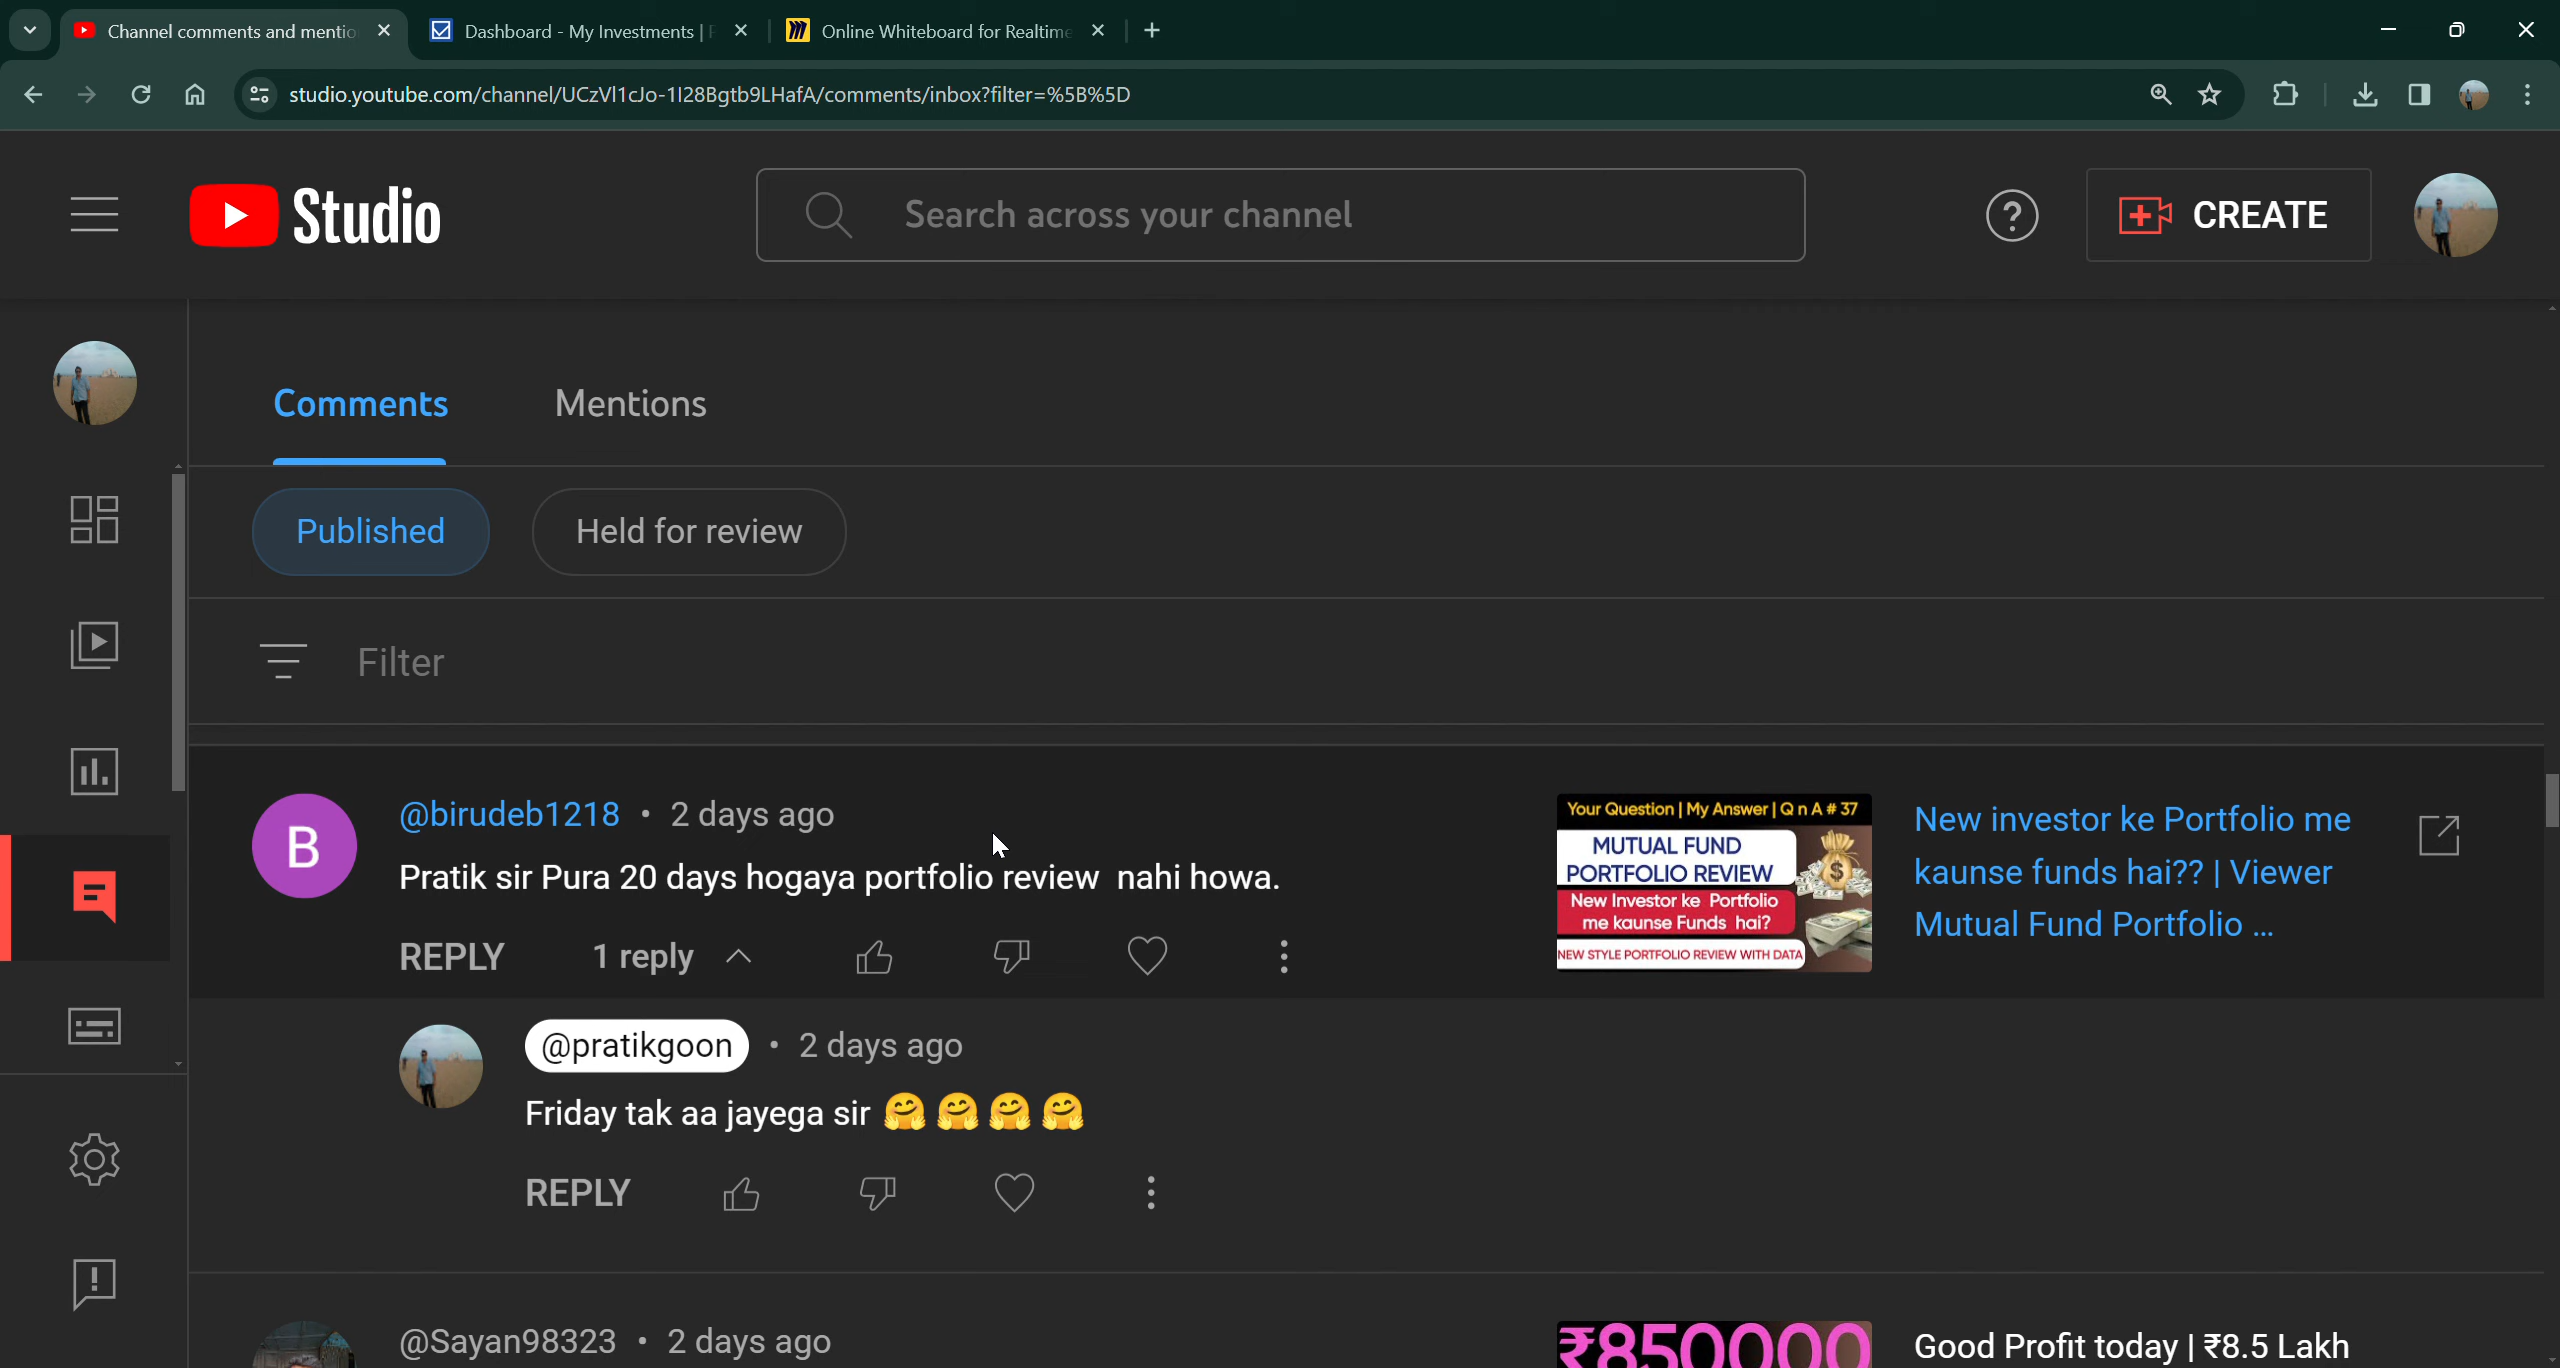 Channel comments and mentio
Dashboard - My Investments |
Online Whiteboard for Realtime
studio.youtube.com/channel/UCzVl1cJo-1I28Bgtb9LHafA/comments/inbox?filter=%5B%5D
Studio
Search across your channel
CREATE
Comments
Mentions
Published
Held for review
Filter
@birudeb1218 • 2 days ago
Pratik sir Pura 20 days hogaya portfolio review nahi howa.
REPLY
1 reply
Your Question | My Answer | Q n A # 37
MUTUAL FUND
PORTFOLIO REVIEW
New Investor ke Portfolio
me kaunse Funds hai?
NEW STYLE PORTFOLIO REVIEW WITH DATA
New investor ke Portfolio me
kaunse funds hai?? | Viewer
Mutual Fund Portfolio ...
@pratikgoon • 2 days ago
Friday tak aa jayega sir 🤗 🤗 🤗 🤗
REPLY
@Sayan98323 • 2 days ago
₹850000
Good Profit today | ₹8.5 Lakh